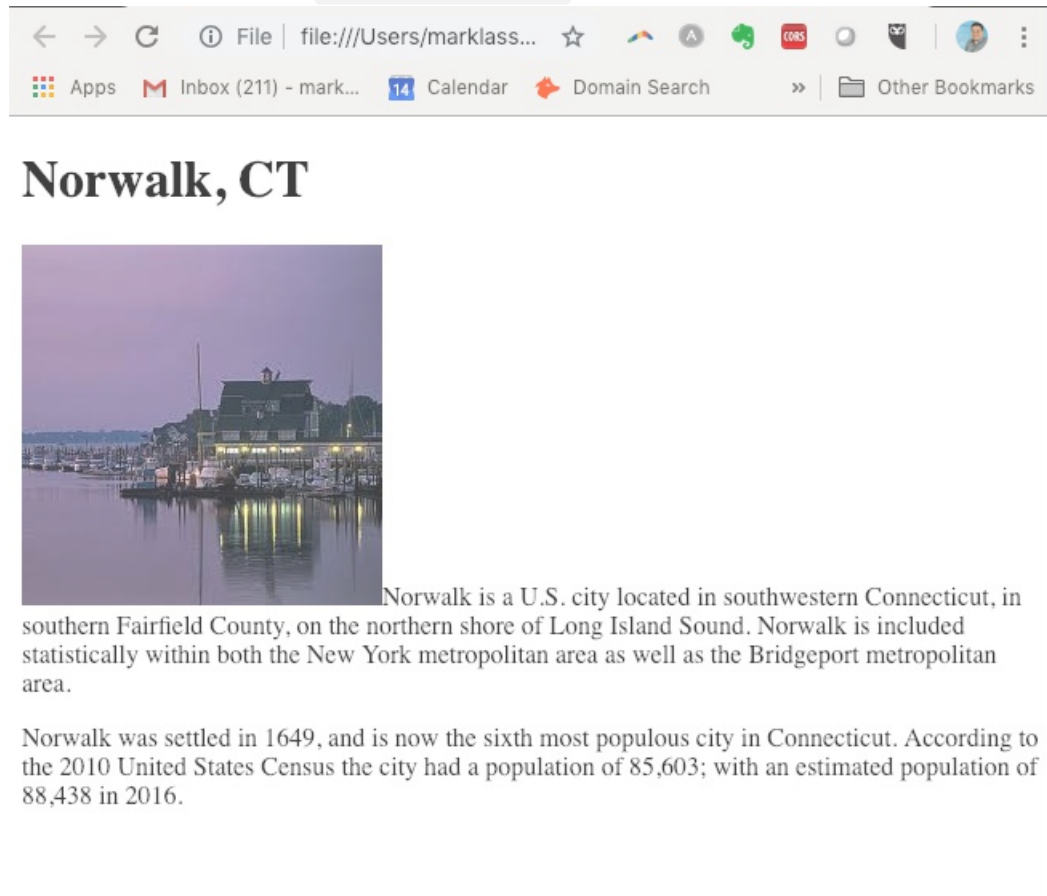 File file:///Users/marklass...
A
CORS
Apps Inbox (211) - mark... 14 Calendar Domain Search » Other Bookmarks
Norwalk, CT
Norwalk is a U.S. city located in southwestern Connecticut, in
southern Fairfield County, on the northern shore of Long Island Sound. Norwalk is included
statistically within both the New York metropolitan area as well as the Bridgeport metropolitan
area.
Norwalk was settled in 1649, and is now the sixth most populous city in Connecticut. According to
the 2010 United States Census the city had a population of 85,603; with an estimated population of
88,438 in 2016.